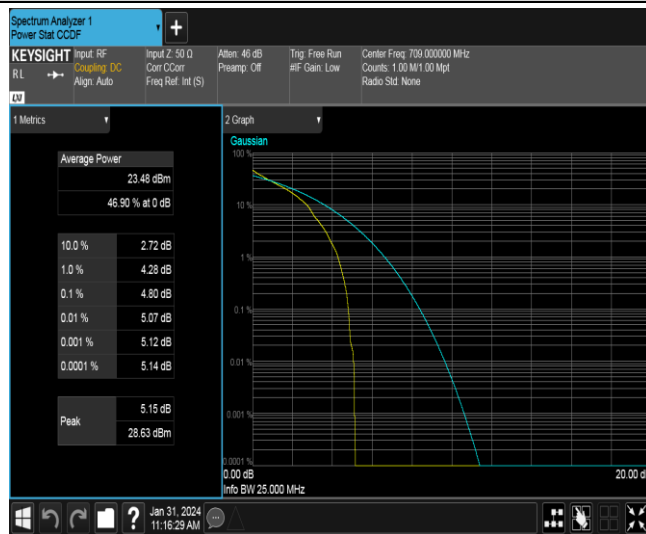 Spectrum Analyzer 1
Power Stat CCDF
+
KEYSIGHT
RL
LXI
Input: RF
Coupling: DC
Align: Auto
Input Z: 50 Ω
Corr CCorr
Freq Ref: Int (S)
Atten: 46 dB
Preamp: Off
Trig: Free Run
#IF Gain: Low
Center Freq: 709.000000 MHz
Counts: 1.00 M/1.00 Mpt
Radio Std: None
1 Metrics
Average Power
23.48 dBm
46.90 % at 0 dB
10.0 % 2.72 dB
1.0 % 4.28 dB
0.1 % 4.80 dB
0.01 % 5.07 dB
0.001 % 5.12 dB
0.0001 % 5.14 dB
Peak
5.15 dB
28.63 dBm
2 Graph
Gaussian
100 %
10 %
1 %
0.1 %
0.01 %
0.001 %
0.0001 %
0.00 dB
20.00 d
Info BW 25.000 MHz
?
Jan 31, 2024
11:16:29 AM